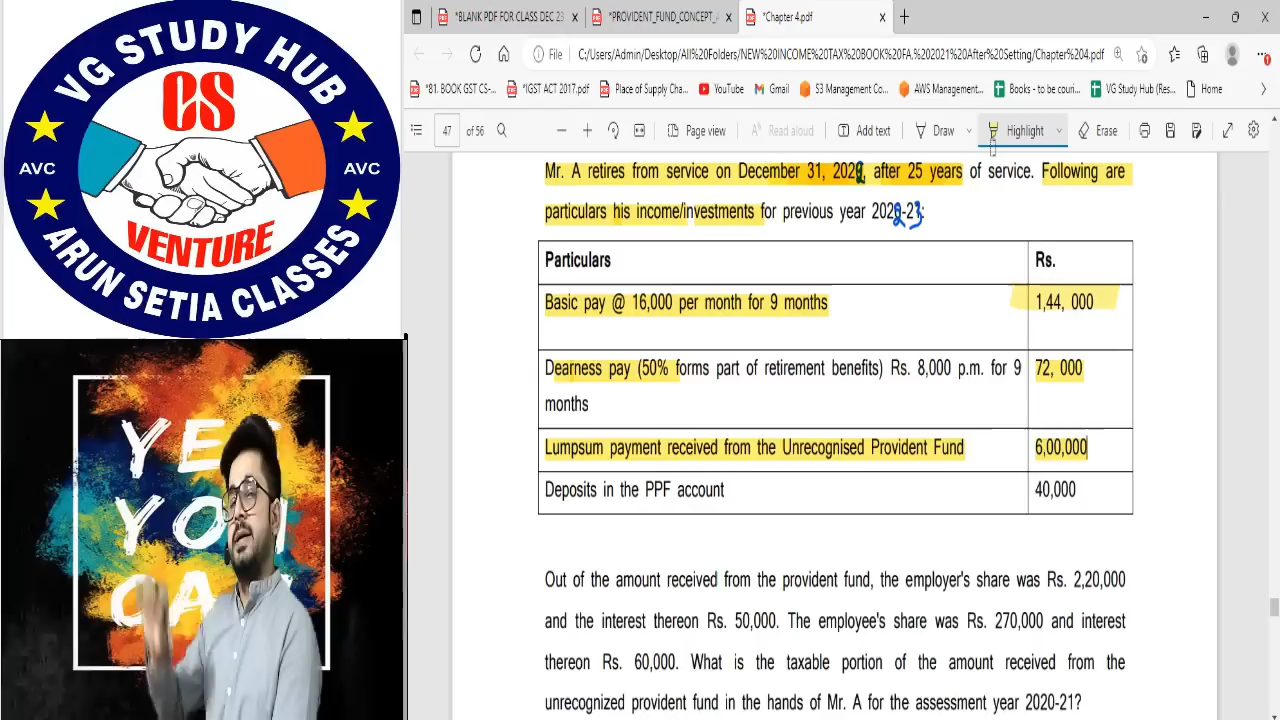 VG STUDY HUB
CS
AVC
AVC
VENTURE
ARUN SETIA CLASSES
YES
YOU
CA
*BLANK PDF FOR CLASS DEC 23
*PROVIDENT_FUND_CONCEPT_A
*Chapter 4.pdf
File
C:/Users/Admin/Desktop/All%20Folders/NEW%20INCOME%20TAX%20BOOK%20FA,%202021%20After%20Setting/Chapter%204.pdf
*81. BOOK GST CS-...
*IGST ACT 2017.pdf
Place of Supply Cha...
YouTube
Gmail
S3 Management Co...
AWS Management...
Books - to be couri...
VG Study Hub (Res...
Home
47 of 56
Page view
Read aloud
Add text
Draw
Highlight
Erase
Mr. A retires from service on December 31, 2022, after 25 years of service. Following are
particulars his income/investments for previous year 2022-23:
Particulars Rs.
Basic pay @ 16,000 per month for 9 months 1,44, 000
Dearness pay (50% forms part of retirement benefits) Rs. 8,000 p.m. for 9 72, 000
months
Lumpsum payment received from the Unrecognised Provident Fund 6,00,000
Deposits in the PPF account 40,000
Out of the amount received from the provident fund, the employer's share was Rs. 2,20,000
and the interest thereon Rs. 50,000. The employee's share was Rs. 270,000 and interest
thereon Rs. 60,000. What is the taxable portion of the amount received from the
unrecognized provident fund in the hands of Mr. A for the assessment year 2020-21?